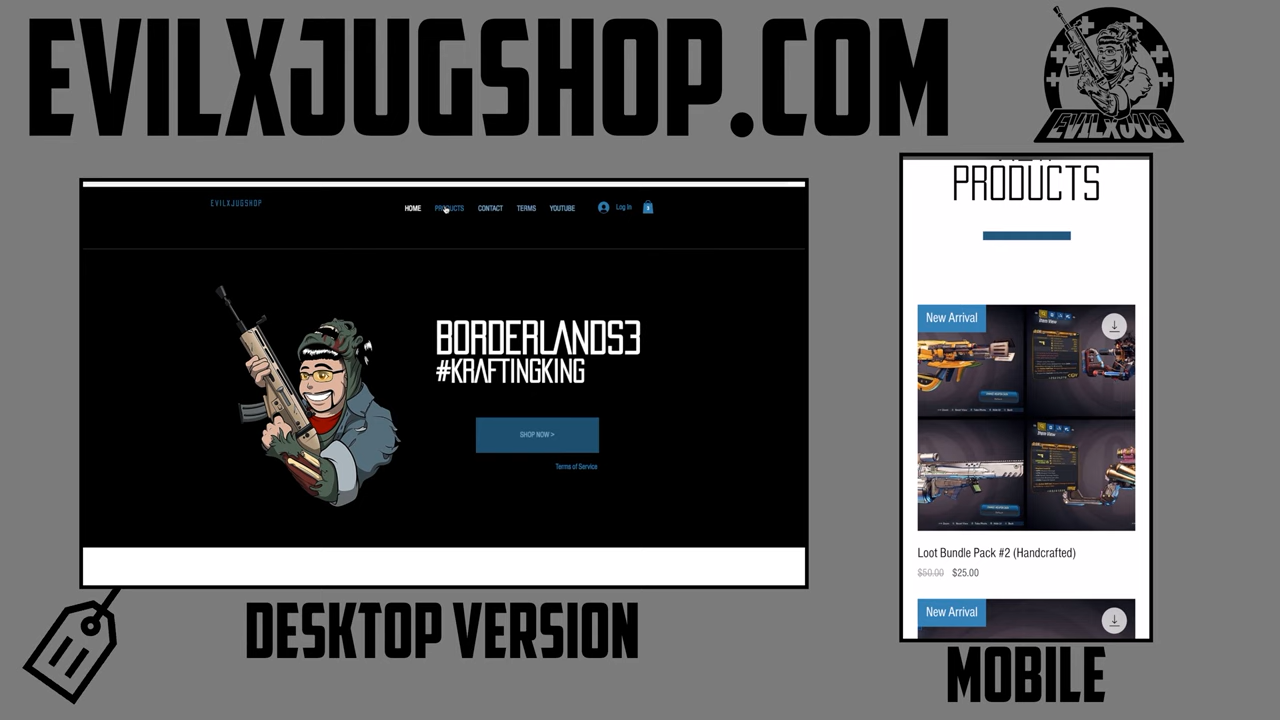 EVILXJUGSHOP.COM
EVILXJUG
EVILXJUGSHOP
HOME PRODUCTS CONTACT TERMS YOUTUBE Log In 3
BORDERLANDS3
#KRAFTINGKING
SHOP NOW >
Terms of Service
DESKTOP VERSION
PRODUCTS
New Arrival
Loot Bundle Pack #2 (Handcrafted)
$50.00 $25.00
New Arrival
MOBILE